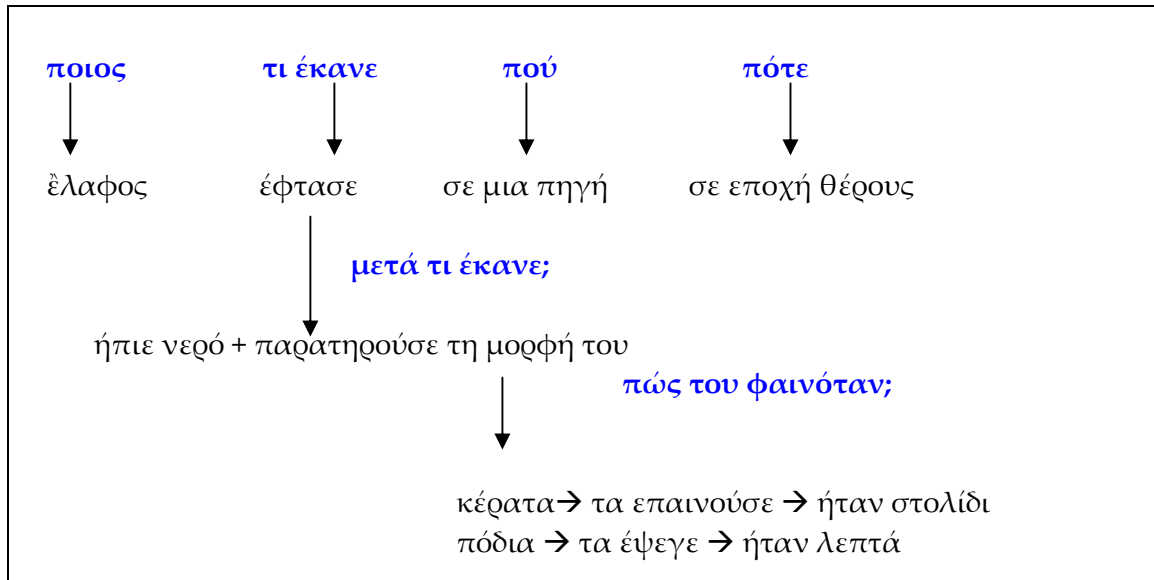 ποιος τι έκανε πού πότε
ἒλαφος έφτασε σε μια πηγή σε εποχή θέρους
μετά τι έκανε;
ήπιε νερό + παρατηρούσε τη μορφή του
πώς του φαινόταν;
κέρατα→ τα επαινούσε → ήταν στολίδι
πόδια → τα έψεγε → ήταν λεπτά